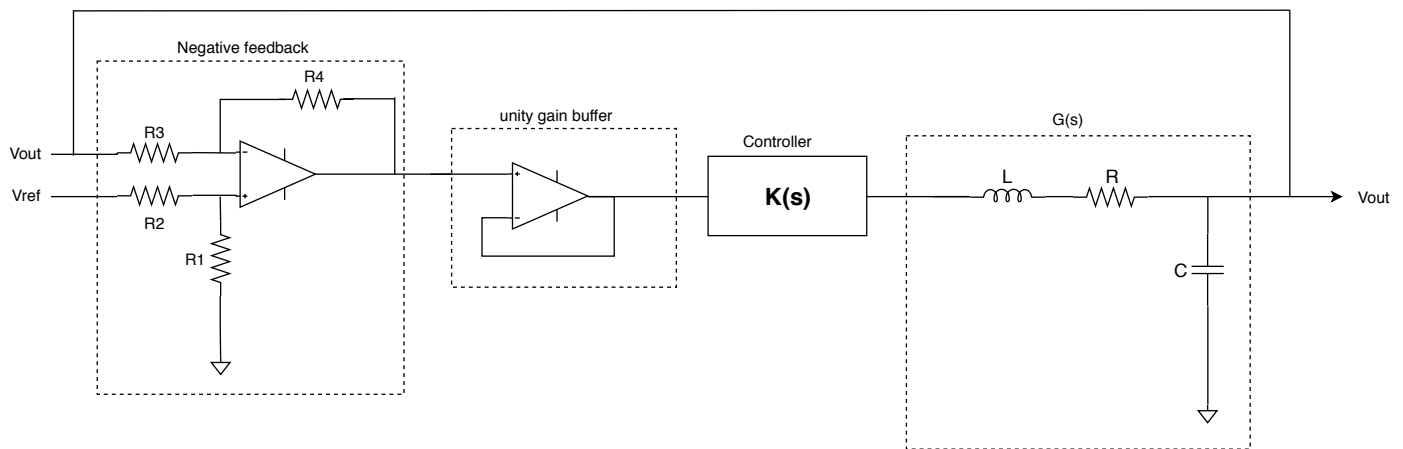 Negative feedback
R4
unity gain buffer
G(s)
R3
Controller
Vout
-
L
R
+
K(s)
Vref
+
-
Vout
R2
R1
C